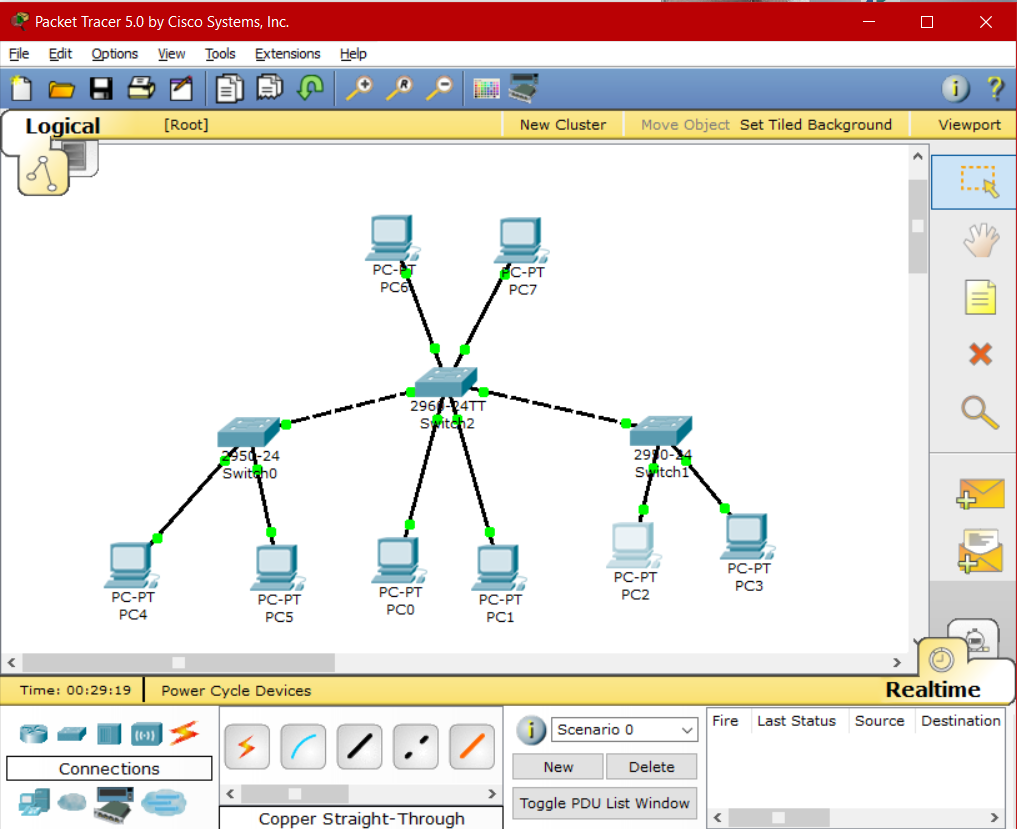 Packet Tracer 5.0 by Cisco Systems, Inc.
File Edit Options View Tools Extensions Help
Logical [Root] New Cluster Move Object Set Tiled Background Viewport
PC-PT
PC6
PC-PT
PC7
2960-24TT
Switch2
2950-24
Switch0
2950-24
Switch1
PC-PT
PC4
PC-PT
PC5
PC-PT
PC0
PC-PT
PC1
PC-PT
PC2
PC-PT
PC3
Time: 00:29:19 Power Cycle Devices Realtime
Connections
Copper Straight-Through
Scenario 0
New Delete
Toggle PDU List Window
Fire Last Status Source Destination